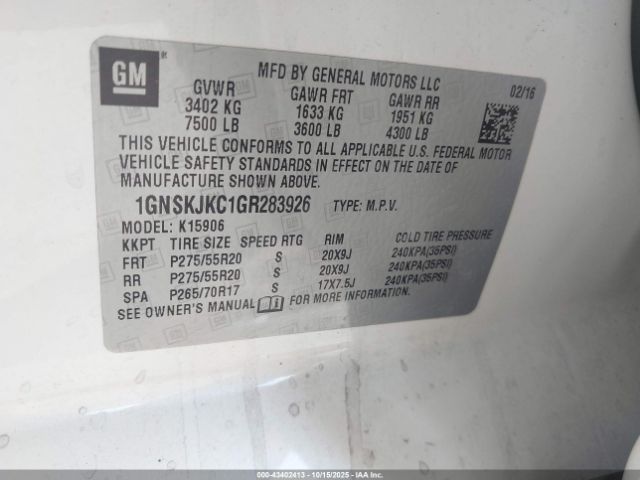 GM
MFD BY GENERAL MOTORS LLC
02/16
GVWR GAWR FRT GAWR RR
3402 KG 1633 KG 1951 KG
7500 LB 3600 LB 4300 LB
THIS VEHICLE CONFORMS TO ALL APPLICABLE U.S. FEDERAL MOTOR
VEHICLE SAFETY STANDARDS IN EFFECT ON THE DATE OF
MANUFACTURE SHOWN ABOVE.
1GNSKJKC1GR283926 TYPE: M.P.V.
MODEL: K15906
KKPT TIRE SIZE SPEED RTG RIM COLD TIRE PRESSURE
FRT P275/55R20 S 20X9J 240KPA(35PSI)
RR P275/55R20 S 20X9J 240KPA(35PSI)
SPA P265/70R17 S 17X7.5J 240KPA(35PSI)
SEE OWNER'S MANUAL FOR MORE INFORMATION.
000-43402413 - 10/15/2025 - IAAI.com